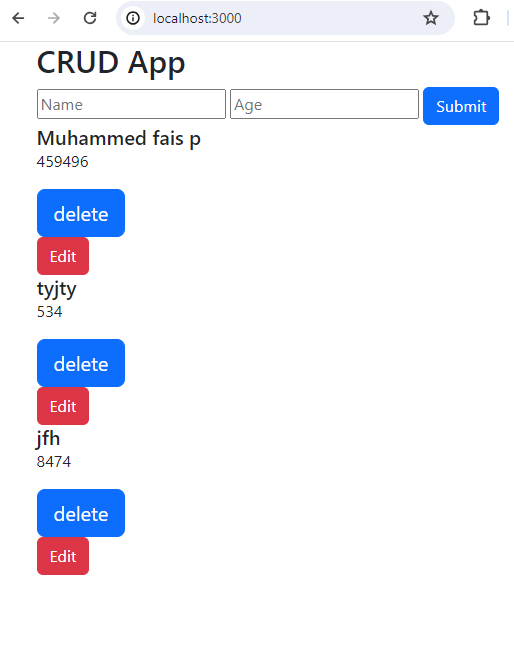 localhost:3000
CRUD App
Name Age Submit
Muhammed fais p
459496
delete
Edit
tyjty
534
delete
Edit
jfh
8474
delete
Edit